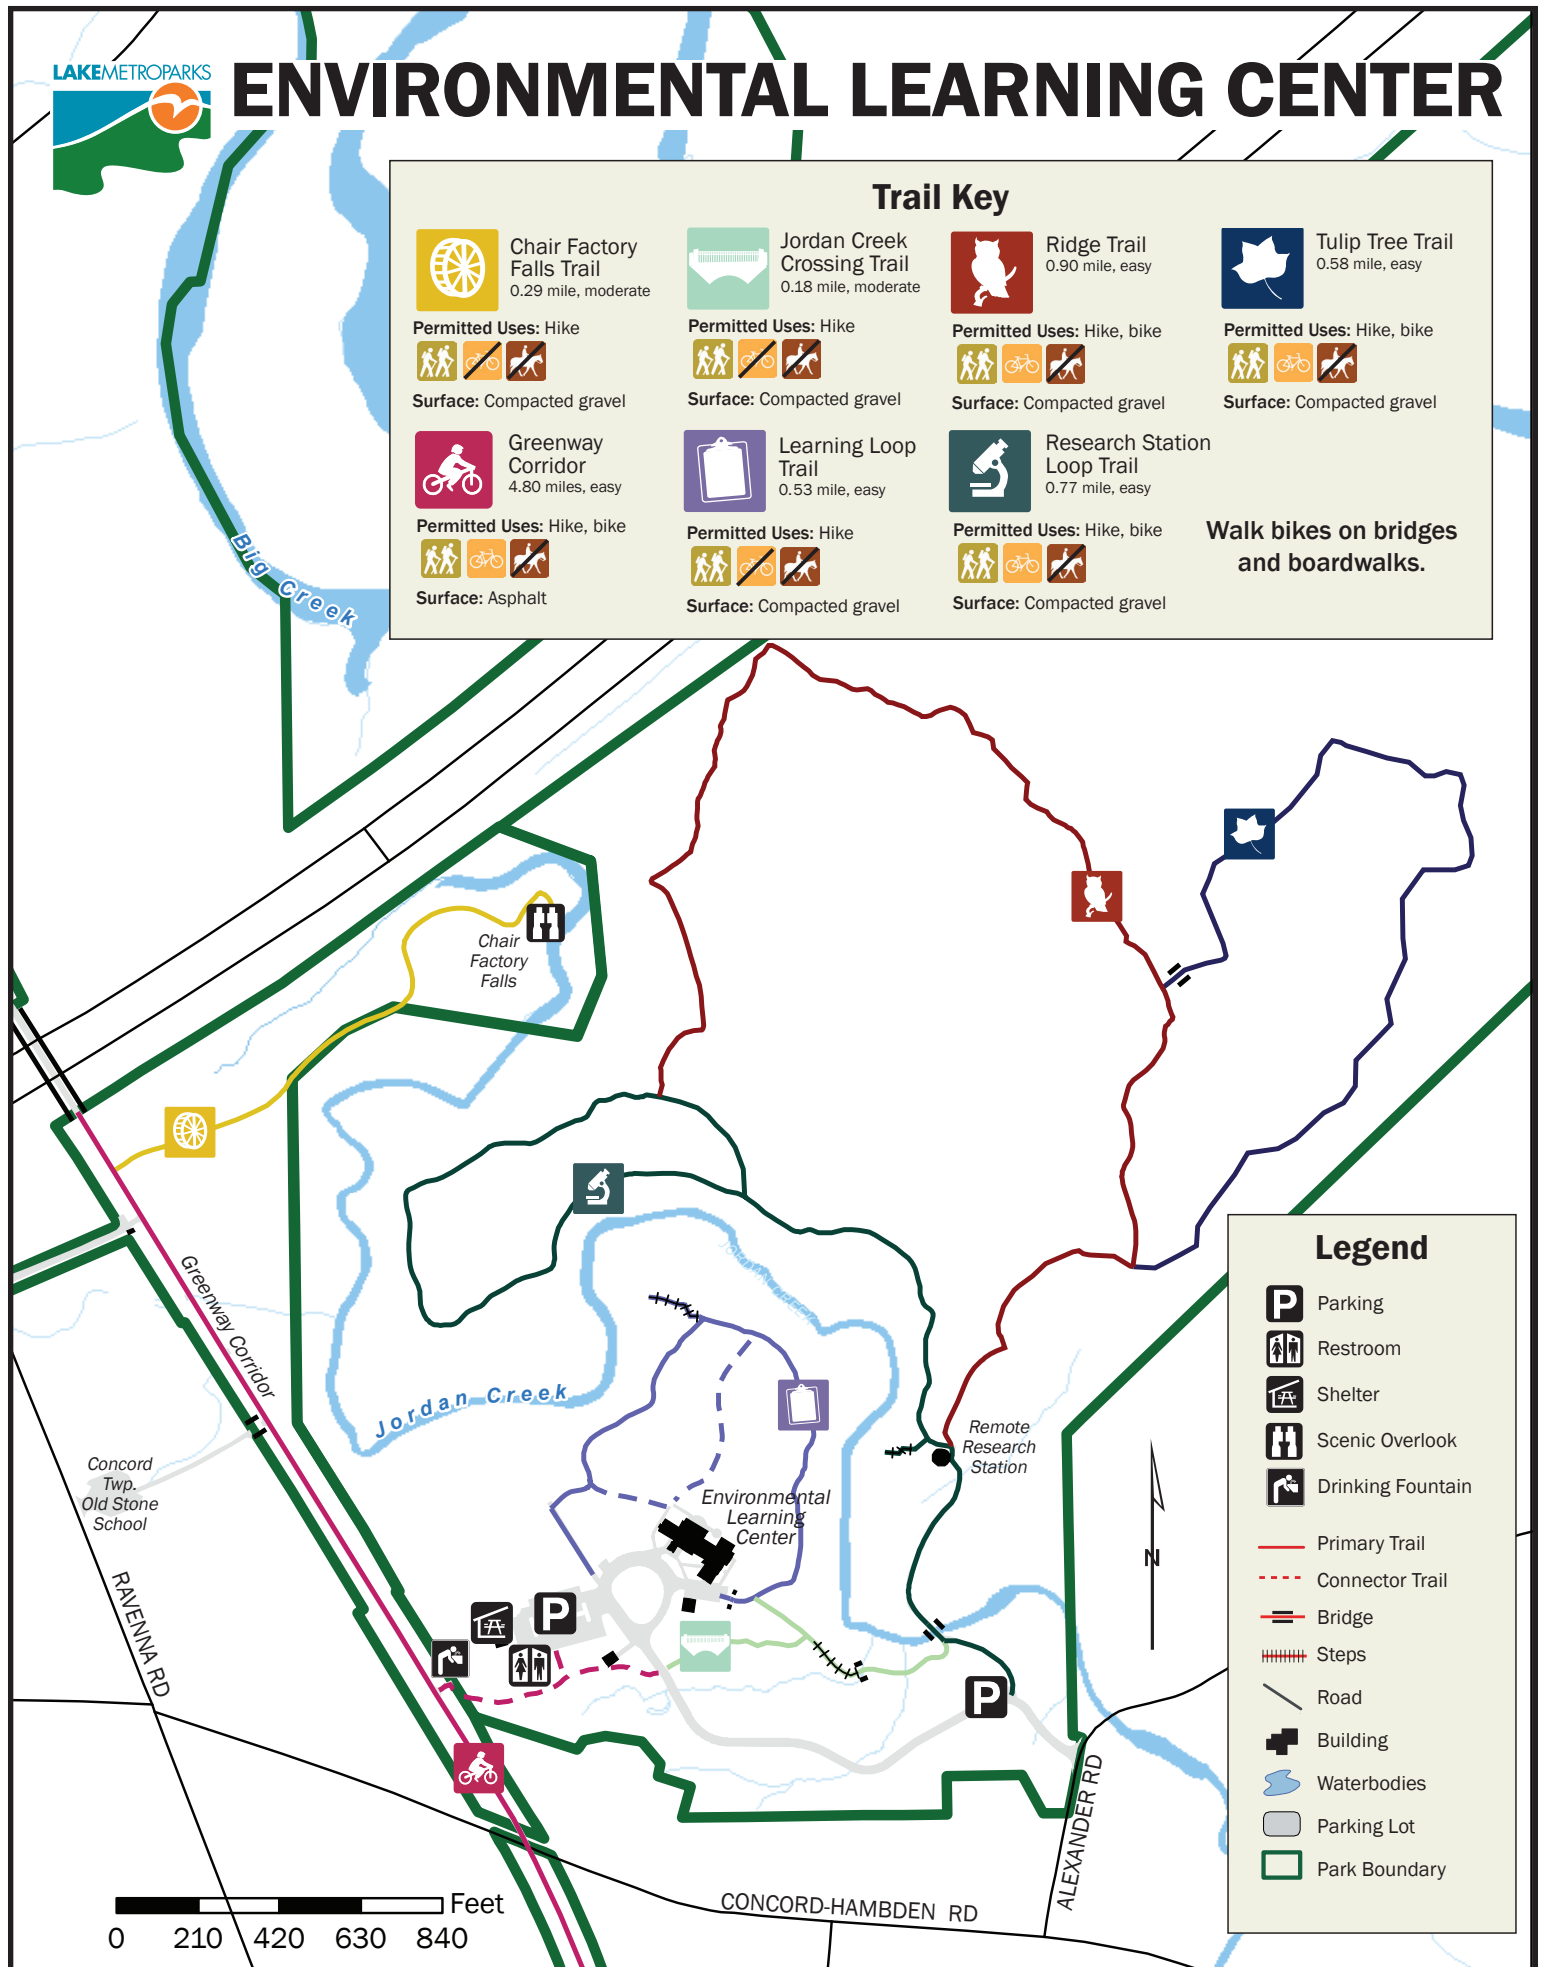 LAKEMETROPARKS
ENVIRONMENTAL LEARNING CENTER
Trail Key
Chair Factory
Falls Trail
0.29 mile, moderate
Permitted Uses: Hike
Surface: Compacted gravel
Jordan Creek
Crossing Trail
0.18 mile, moderate
Permitted Uses: Hike
Surface: Compacted gravel
Ridge Trail
0.90 mile, easy
Permitted Uses: Hike, bike
Surface: Compacted gravel
Tulip Tree Trail
0.58 mile, easy
Permitted Uses: Hike, bike
Surface: Compacted gravel
Greenway
Corridor
4.80 miles, easy
Permitted Uses: Hike, bike
Surface: Asphalt
Learning Loop
Trail
0.53 mile, easy
Permitted Uses: Hike
Surface: Compacted gravel
Research Station
Loop Trail
0.77 mile, easy
Permitted Uses: Hike, bike
Surface: Compacted gravel
Walk bikes on bridges
and boardwalks.
Big Creek
Chair
Factory
Falls
Greenway Corridor
JORDAN CREEK
Jordan Creek
Remote
Research
Station
Concord
Twp.
Old Stone
School
Environmental
Learning
Center
RAVENNA RD
P
P
N
ALEXANDER RD
CONCORD-HAMBDEN RD
Feet
0 210 420 630 840
Legend
P Parking
Restroom
Shelter
Scenic Overlook
Drinking Fountain
Primary Trail
Connector Trail
Bridge
Steps
Road
Building
Waterbodies
Parking Lot
Park Boundary